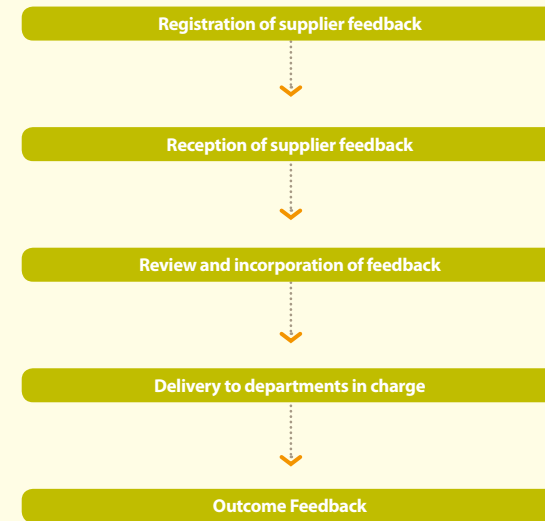 Registration of supplier feedback
Reception of supplier feedback
Review and incorporation of feedback
Delivery to departments in charge
Outcome Feedback